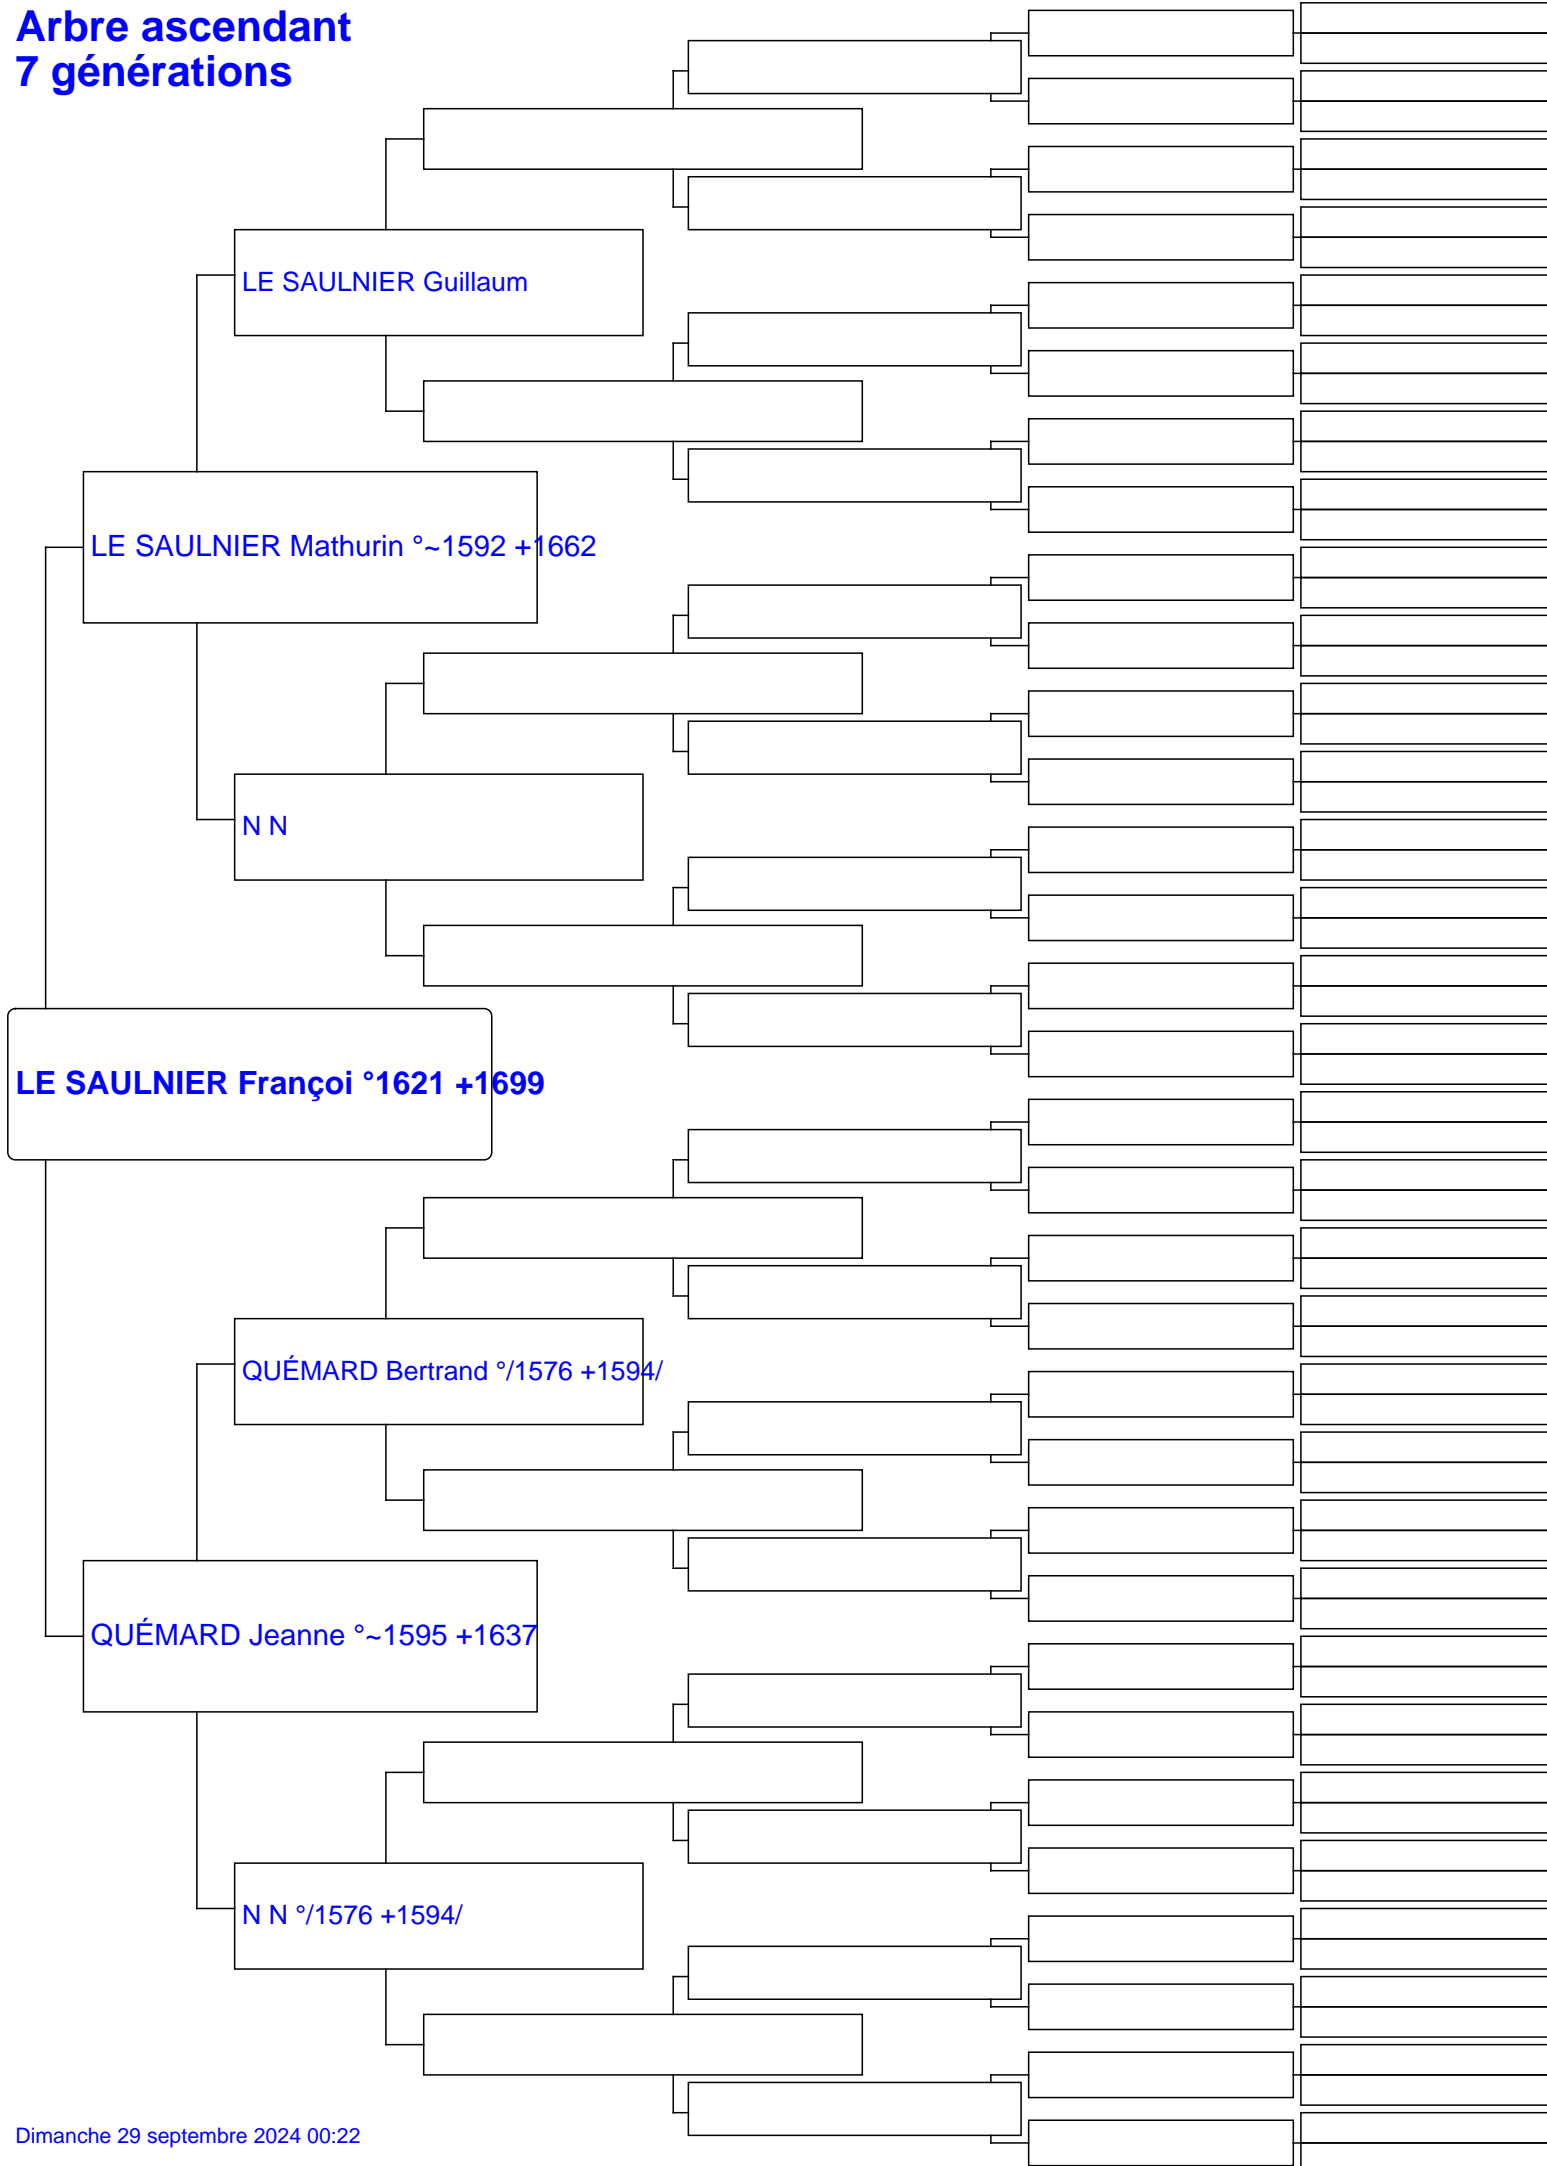 Arbre ascendant
7 générations
LE SAULNIER Guillaum
LE SAULNIER Mathurin °~1592 +1662
N N
LE SAULNIER Françoi °1621 +1699
QUÉMARD Bertrand °/1576 +1594/
QUÉMARD Jeanne °~1595 +1637
N N °/1576 +1594/
Dimanche 29 septembre 2024 00:22